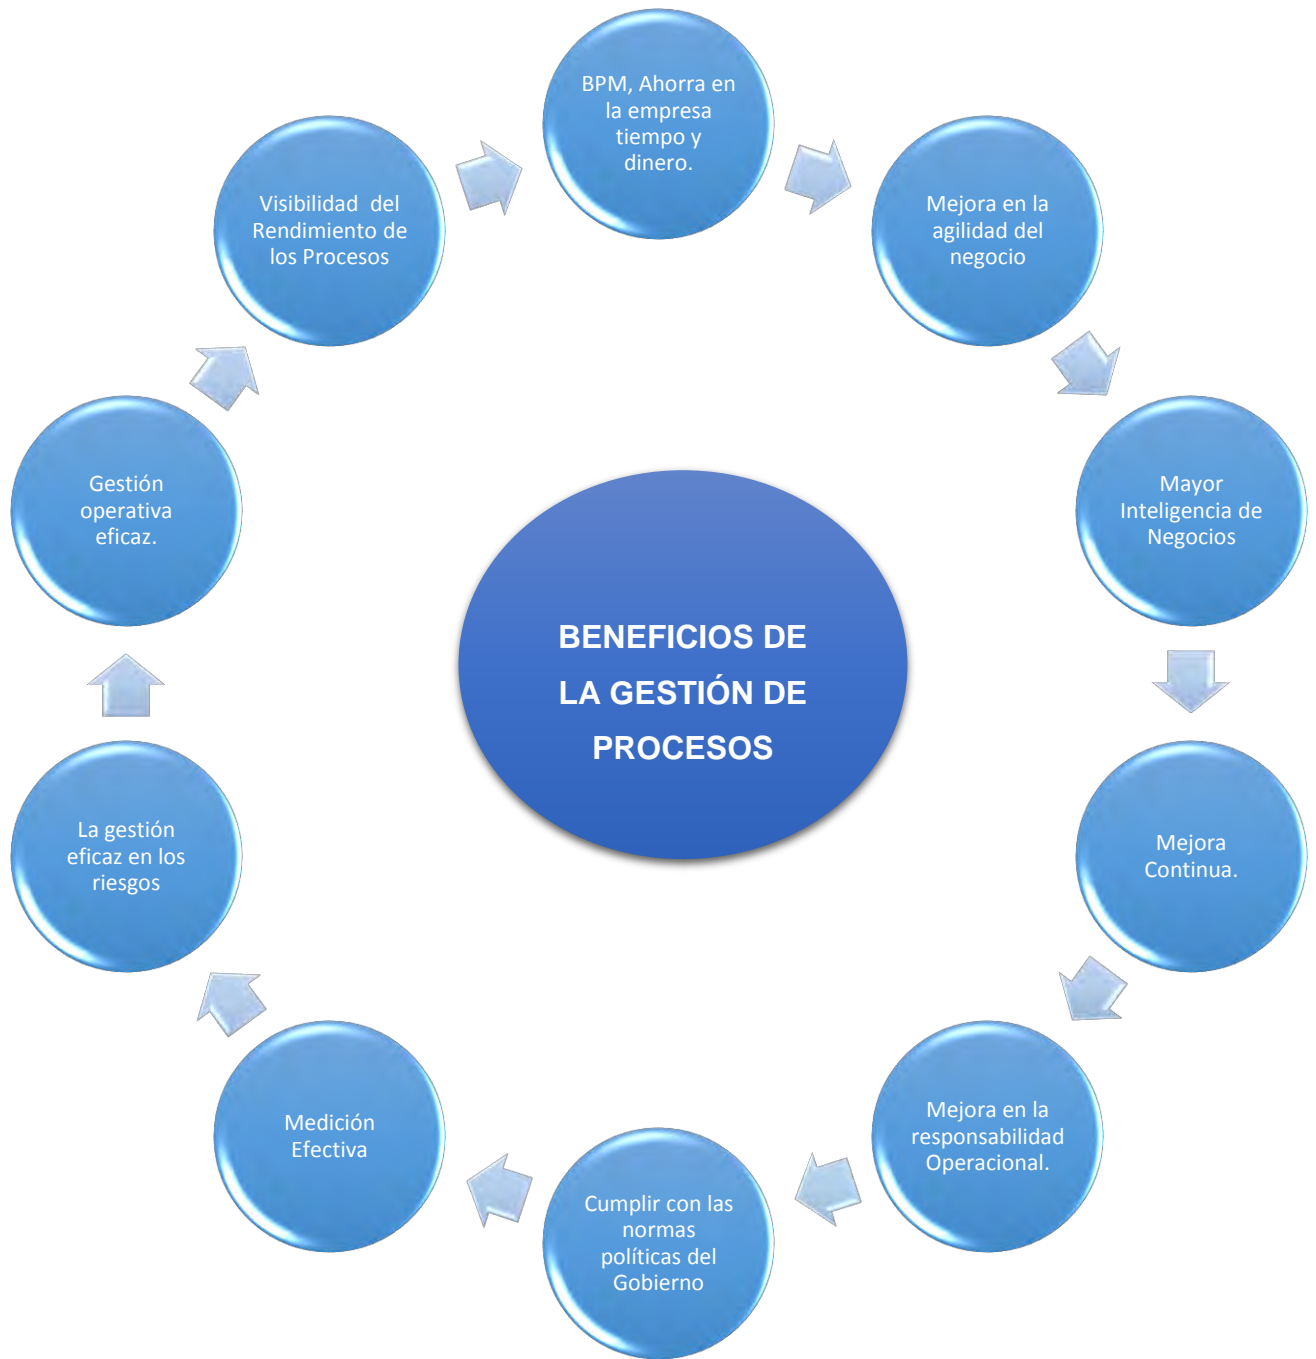 BPM, Ahorra en
la empresa
tiempo y
dinero.
Mejora en la
agilidad del
negocio
Mayor
Inteligencia de
Negocios
Mejora
Continua.
Mejora en la
responsabilidad
Operacional.
Cumplir con las
normas
políticas del
Gobierno
Medición
Efectiva
La gestión
eficaz en los
riesgos
Gestión
operativa
eficaz.
Visibilidad del
Rendimiento de
los Procesos
BENEFICIOS DE
LA GESTIÓN DE
PROCESOS